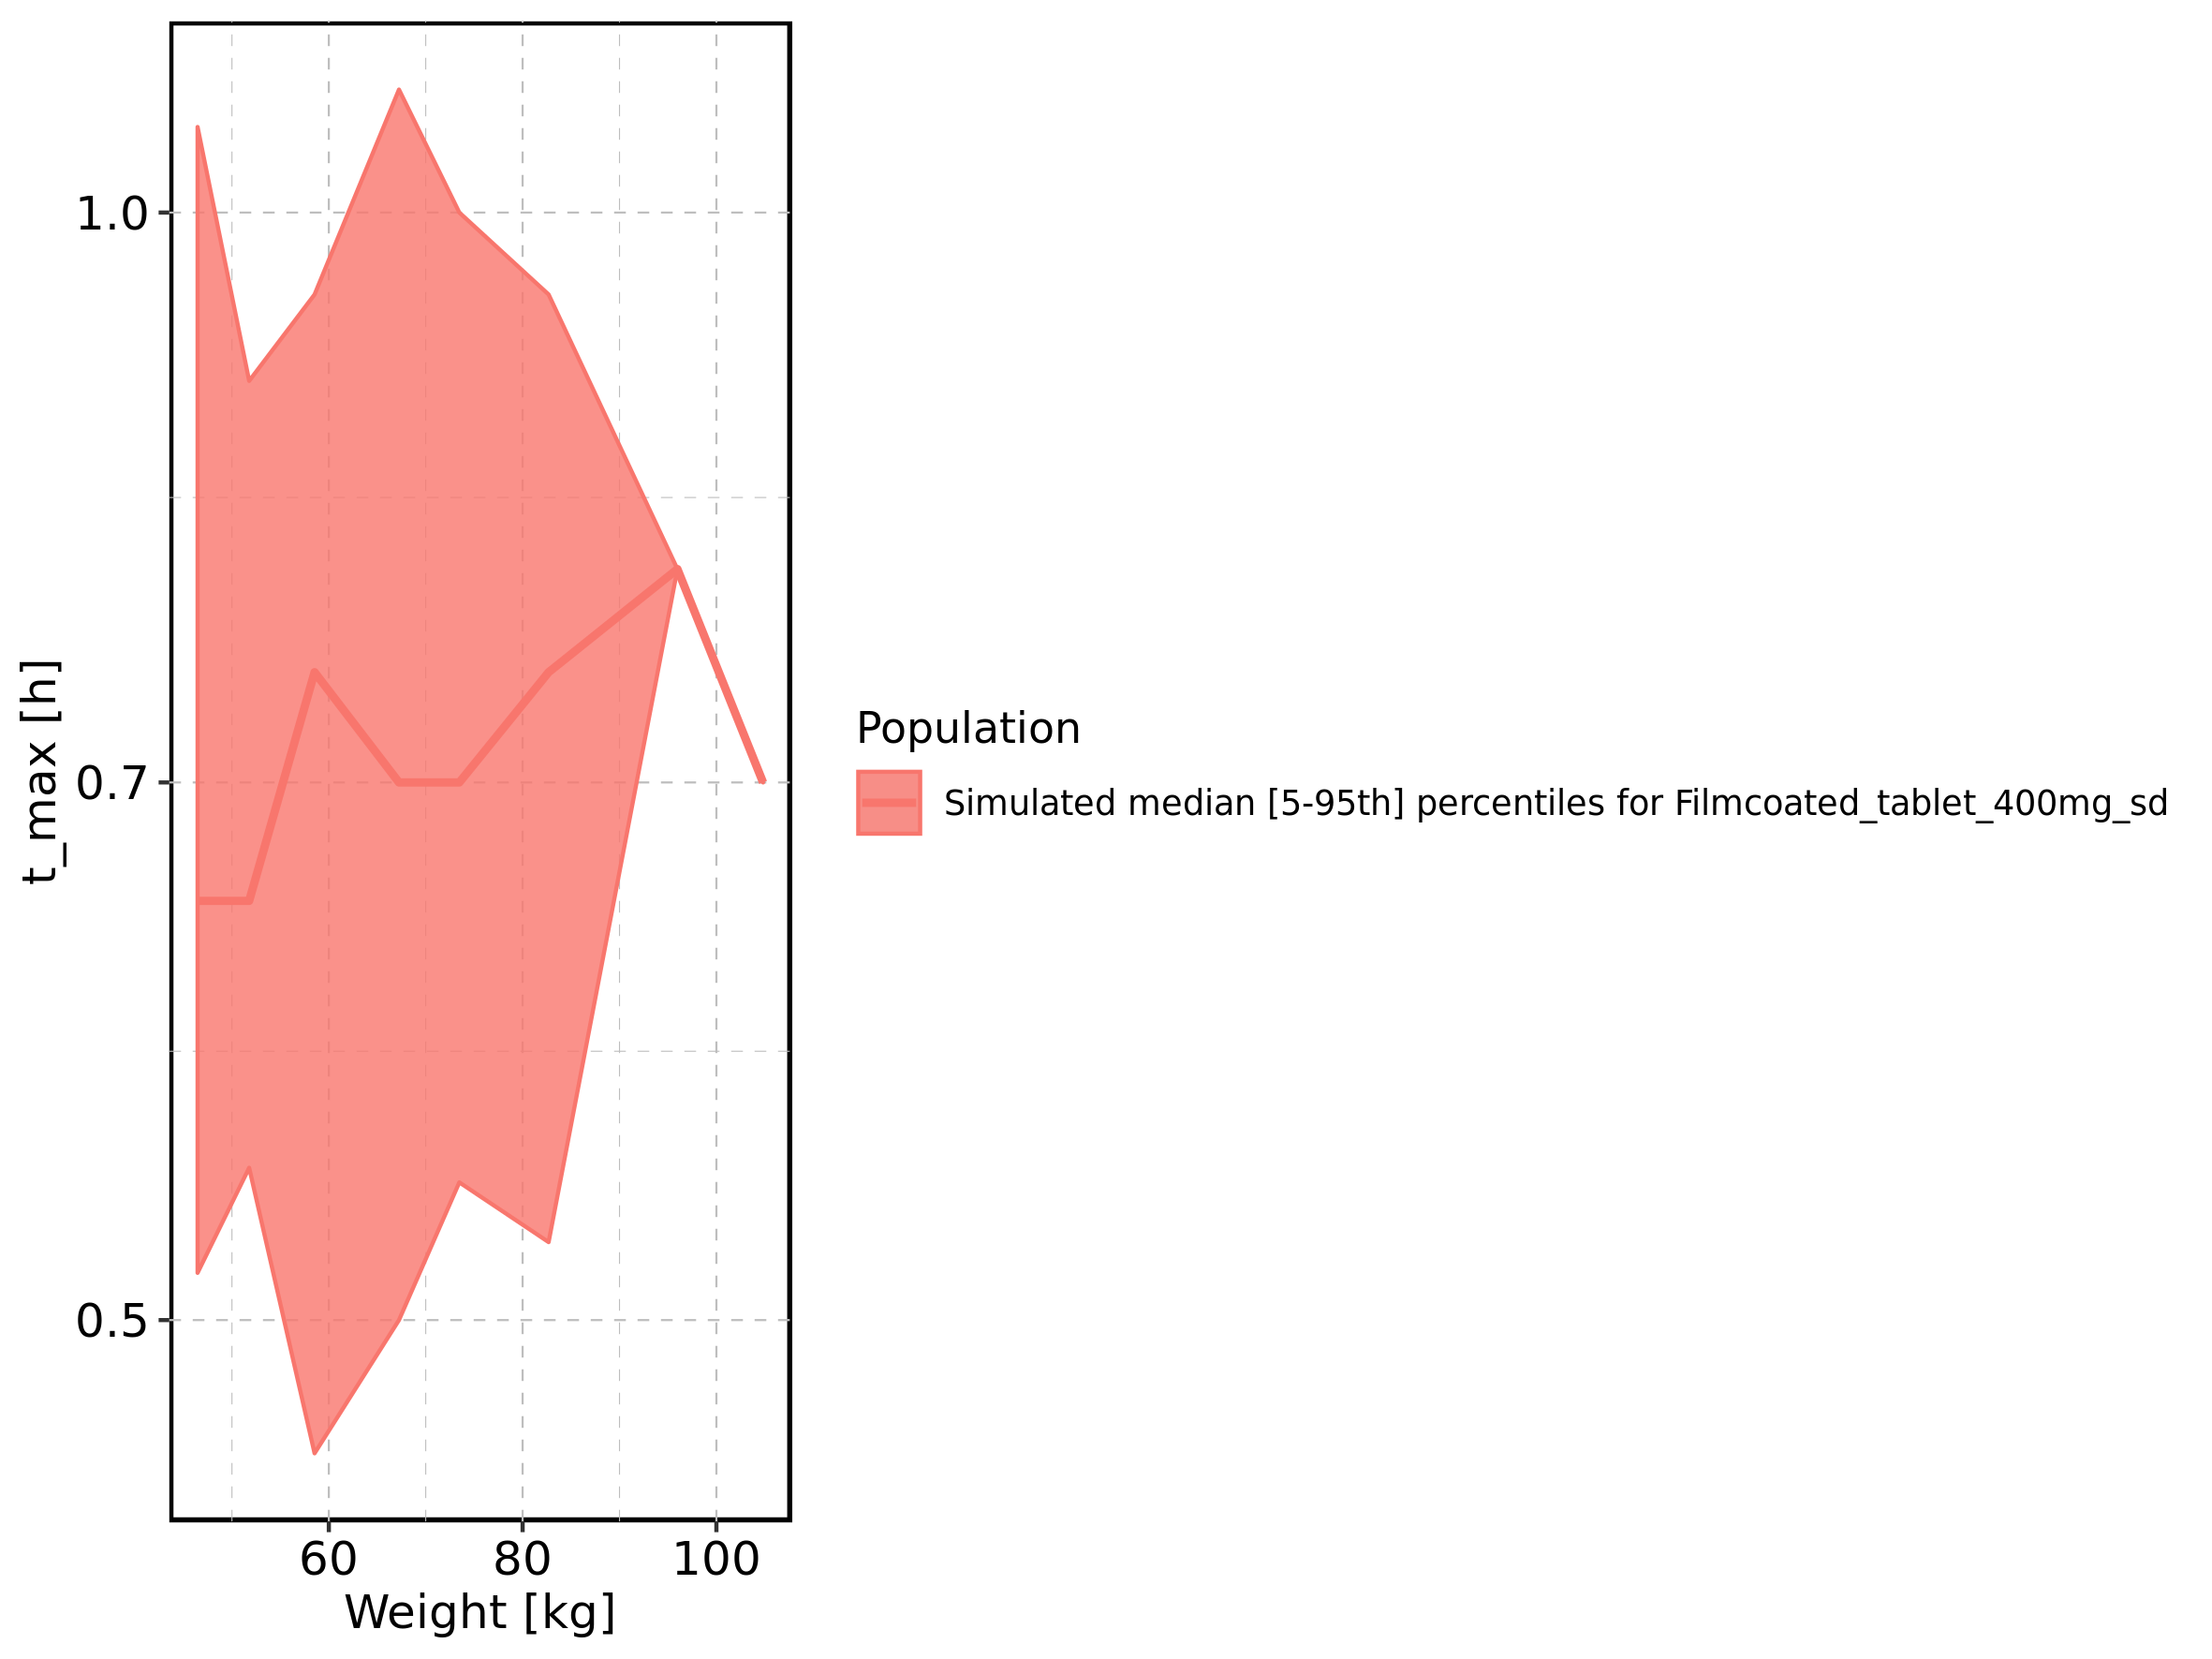 1.0
0.7
0.5
t_max [h]
60 80 100
Weight [kg]
Population
Simulated median [5-95th] percentiles for Filmcoated_tablet_400mg_sd